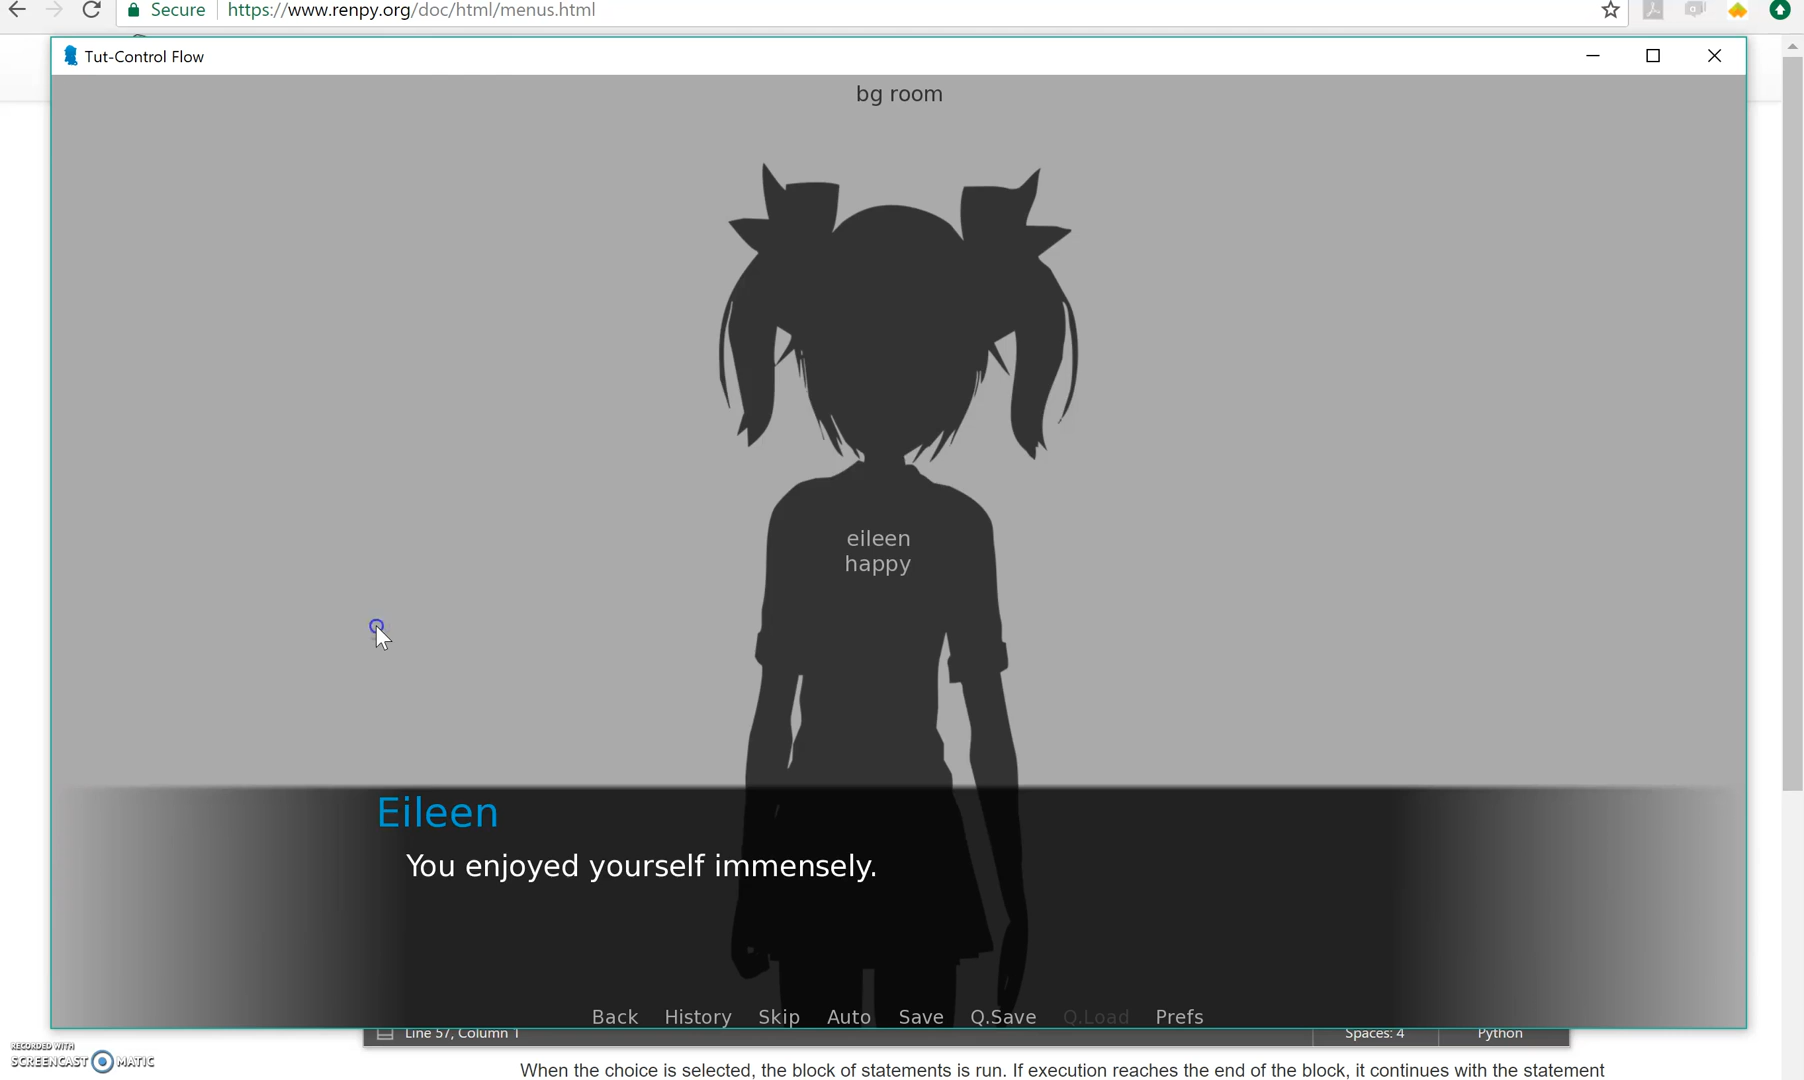 Secure https://www.renpy.org/doc/html/menus.html
Tut-Control Flow
bg room
eileen
happy
Eileen
You enjoyed yourself immensely.
Back History Skip Auto Save Q.Save Q.Load Prefs
Line 57, Column 1 Spaces: 4 Python
RECORDED WITH
SCREENCAST MATIC
When the choice is selected, the block of statements is run. If execution reaches the end of the block, it continues with the statement